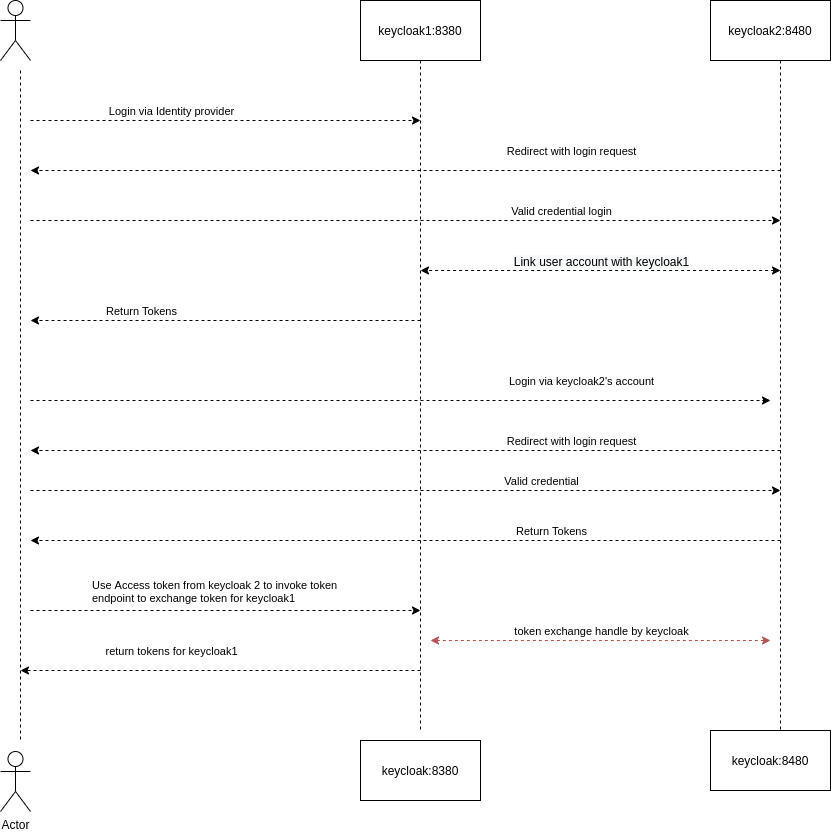 keycloak1:8380
keycloak2:8480
Login via Identity provider
Redirect with login request
Valid credential login
Link user account with keycloak1
Return Tokens
Login via keycloak2's account
Redirect with login request
Valid credential
Return Tokens
Use Access token from keycloak 2 to invoke token
endpoint to exchange token for keycloak1
token exchange handle by keycloak
return tokens for keycloak1
keycloak:8380
keycloak:8480
Actor